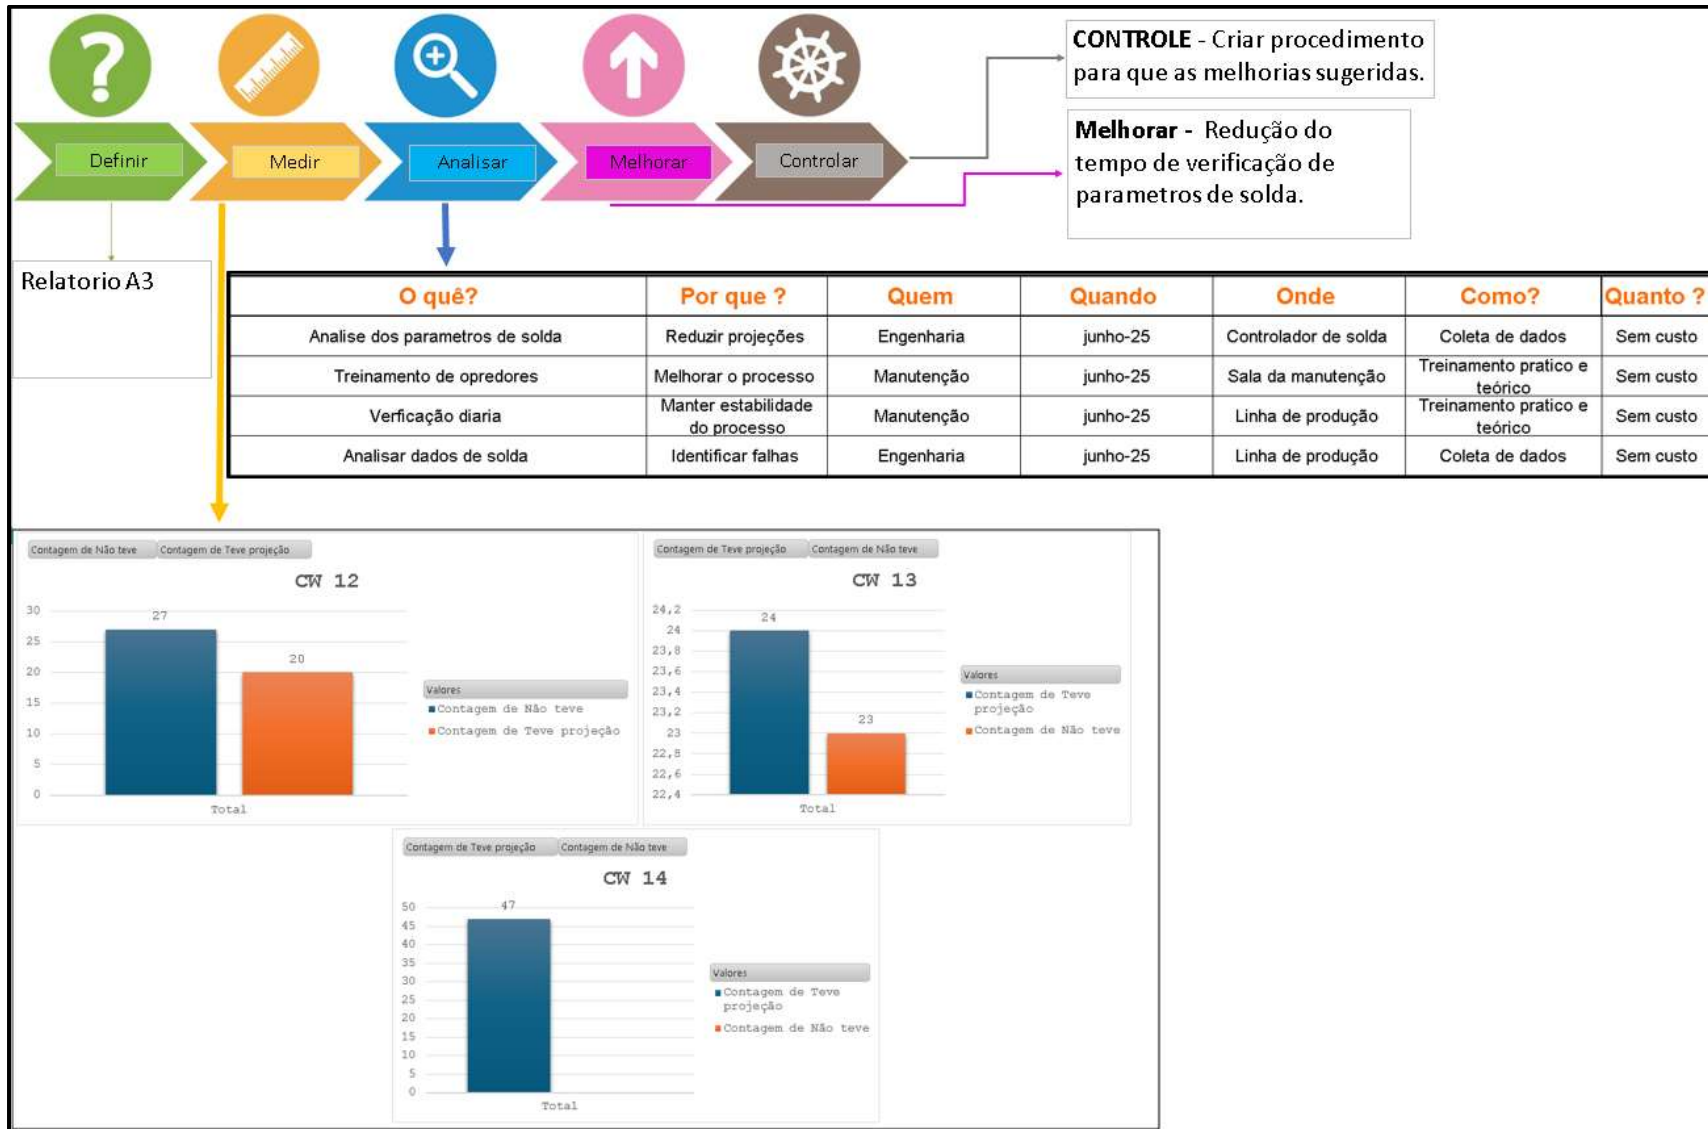 CONTROLE - Criar procedimento
para que as melhorias sugeridas.
Definir
Medir
Analisar
Melhorar
Controlar
Melhorar - Redução do
tempo de verificação de
parametros de solda.
Relatorio A3
O quê? Por que ? Quem Quando Onde Como? Quanto ?
Analise dos parametros de solda Reduzir projeções Engenharia junho-25 Controlador de solda Coleta de dados Sem custo
Treinamento de opredores Melhorar o processo Manutenção junho-25 Sala da manutenção Treinamento pratico e
teórico Sem custo
Verficação diaria Manter estabilidade
do processo Manutenção junho-25 Linha de produção Treinamento pratico e
teórico Sem custo
Analisar dados de solda Identificar falhas Engenharia junho-25 Linha de produção Coleta de dados Sem custo
Contagem de Não teve Contagem de Teve projeção
CW 12
30
25
20
15
10
5
0
27
20
Total
Valores
Contagem de Não teve
Contagem de Teve projeção
Contagem de Teve projeção Contagem de Não teve
CW 13
24,2
24
23,8
23,6
23,4
23,2
23
22,8
22,6
22,4
24
23
Total
Valores
Contagem de Teve
projeção
Contagem de Não teve
Contagem de Teve projeção Contagem de Não teve
CW 14
50
45
40
35
30
25
20
15
10
5
0
47
Total
Valores
Contagem de Teve
projeção
Contagem de Não teve